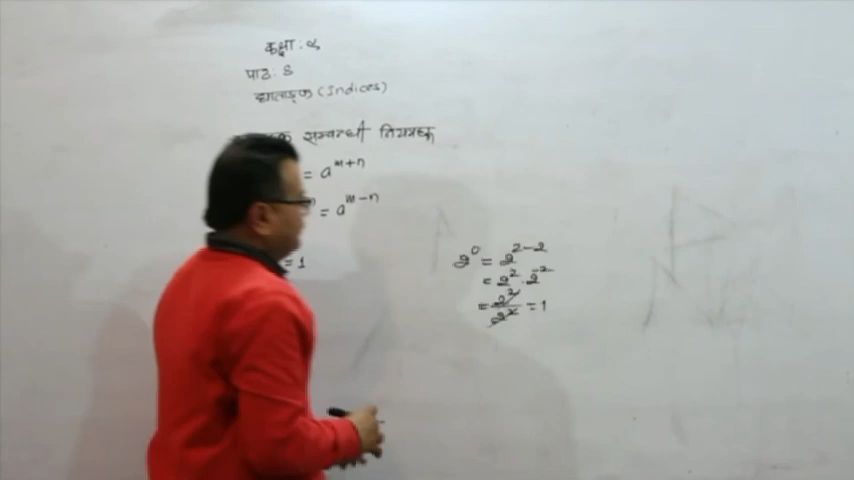 कक्षा : ९
पाठ : ८
घाताङ्क (Indices)
सम्बन्धी नियमहरू
= a^{m+n}
= a^{m-n}
= 1
2^0 = 2^{2-2}
= 2^2 . 2^{-2}
= 2^2/2^2 = 1